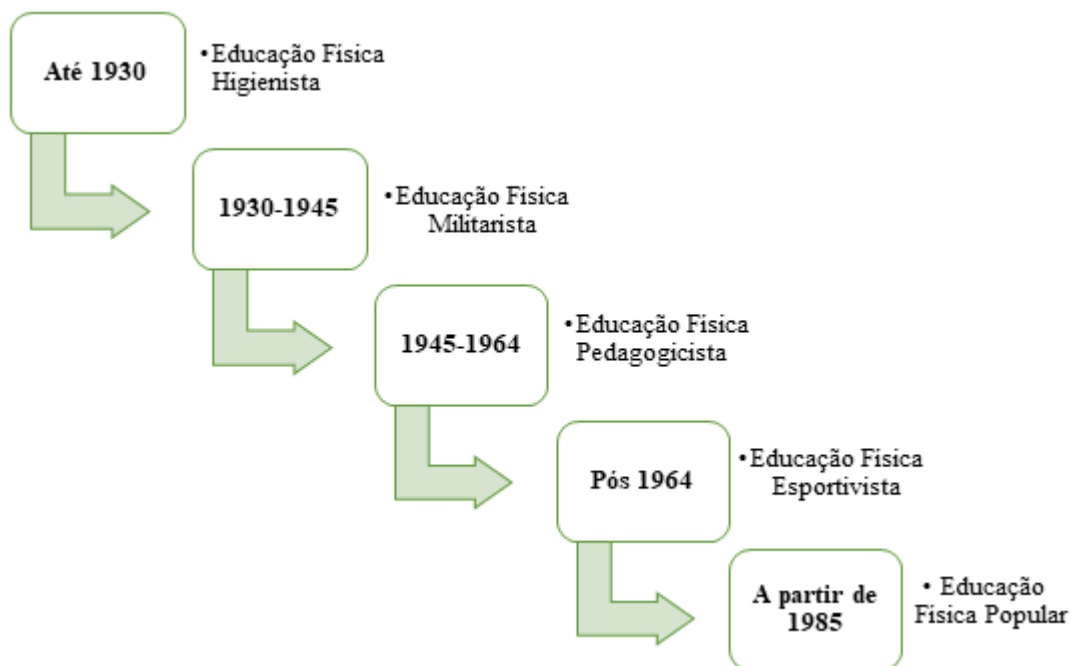 Até 1930
•Educação Física
Higienista
1930-1945
•Educação Física
Militarista
1945-1964
•Educação Física
Pedagogicista
Pós 1964
•Educação Física
Esportivista
A partir de
1985
• Educação
Física Popular